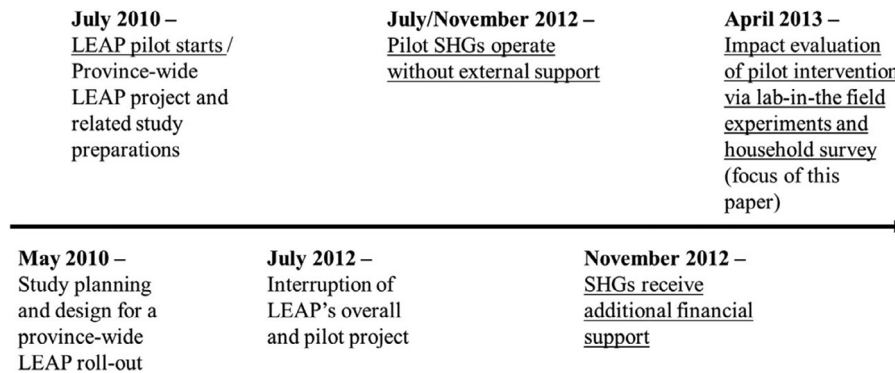 July 2010 –
LEAP pilot starts /
Province-wide
LEAP project and
related study
preparations
July/November 2012 –
Pilot SHGs operate
without external support
April 2013 –
Impact evaluation
of pilot intervention
via lab-in-the field
experiments and
household survey
(focus of this
paper)
May 2010 –
Study planning
and design for a
province-wide
LEAP roll-out
July 2012 –
Interruption of
LEAP's overall
and pilot project
November 2012 –
SHGs receive
additional financial
support